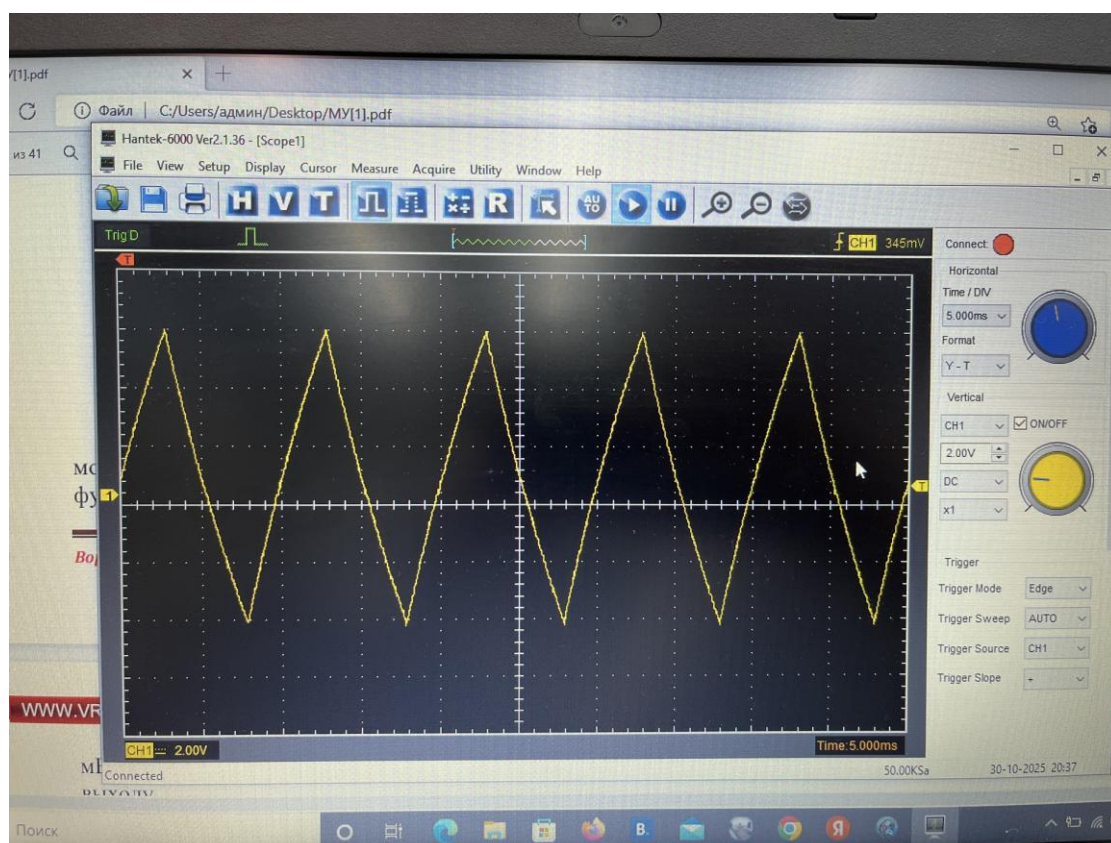 /[1].pdf
Файл | C:/Users/админ/Desktop/МУ[1].pdf
из 41
Hantek-6000 Ver2.1.36 - [Scope1]
File View Setup Display Cursor Measure Acquire Utility Window Help
H V T R AUTO
Trig D
T
CH1 345mV
Connect:
Horizontal
Time / DIV
5.000ms
Format
Y - T
Vertical
CH1 ON/OFF
2.00V
DC
x1
1
T
Trigger
Trigger Mode Edge
Trigger Sweep AUTO
Trigger Source CH1
Trigger Slope +
WWW.VR
CH1 2.00V
Time:5.000ms
Connected
50.00KSa
30-10-2025 20:37
Поиск
B.
Я